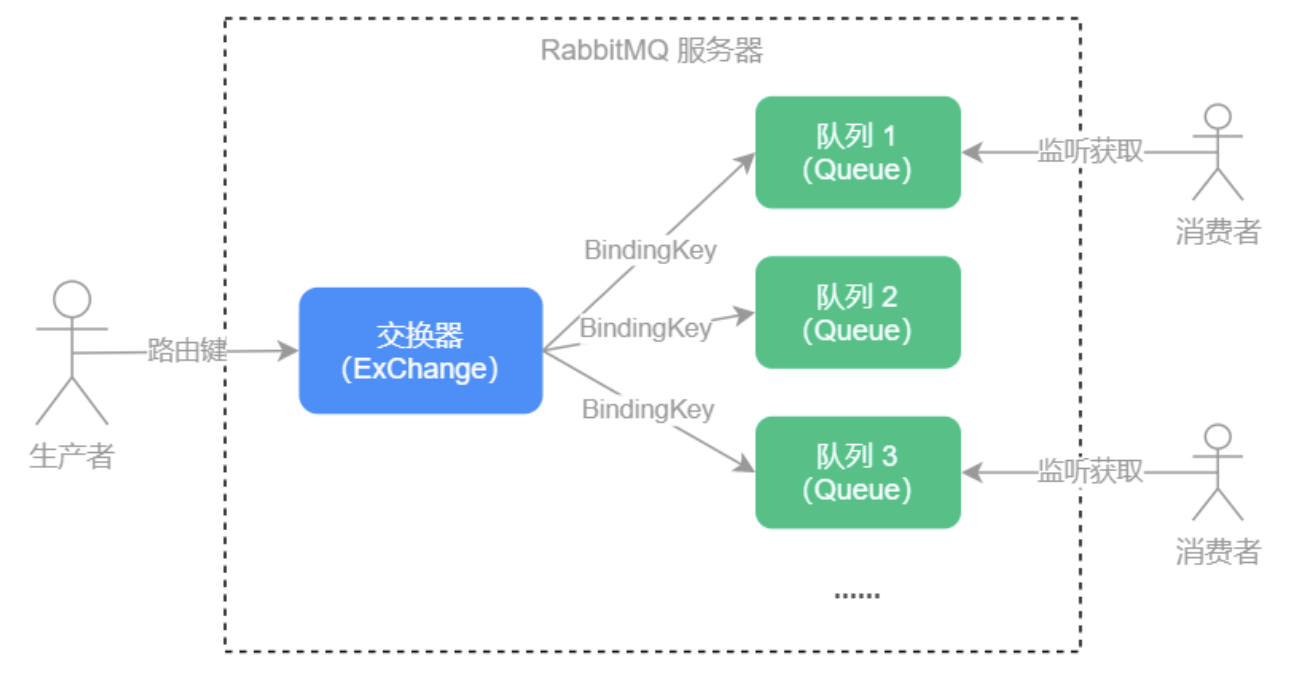 RabbitMQ 服务器
队列 1
（Queue）
监听获取
消费者
BindingKey
队列 2
（Queue）
BindingKey
交换器
（ExChange）
路由键
生产者
BindingKey
队列 3
（Queue）
监听获取
消费者
......